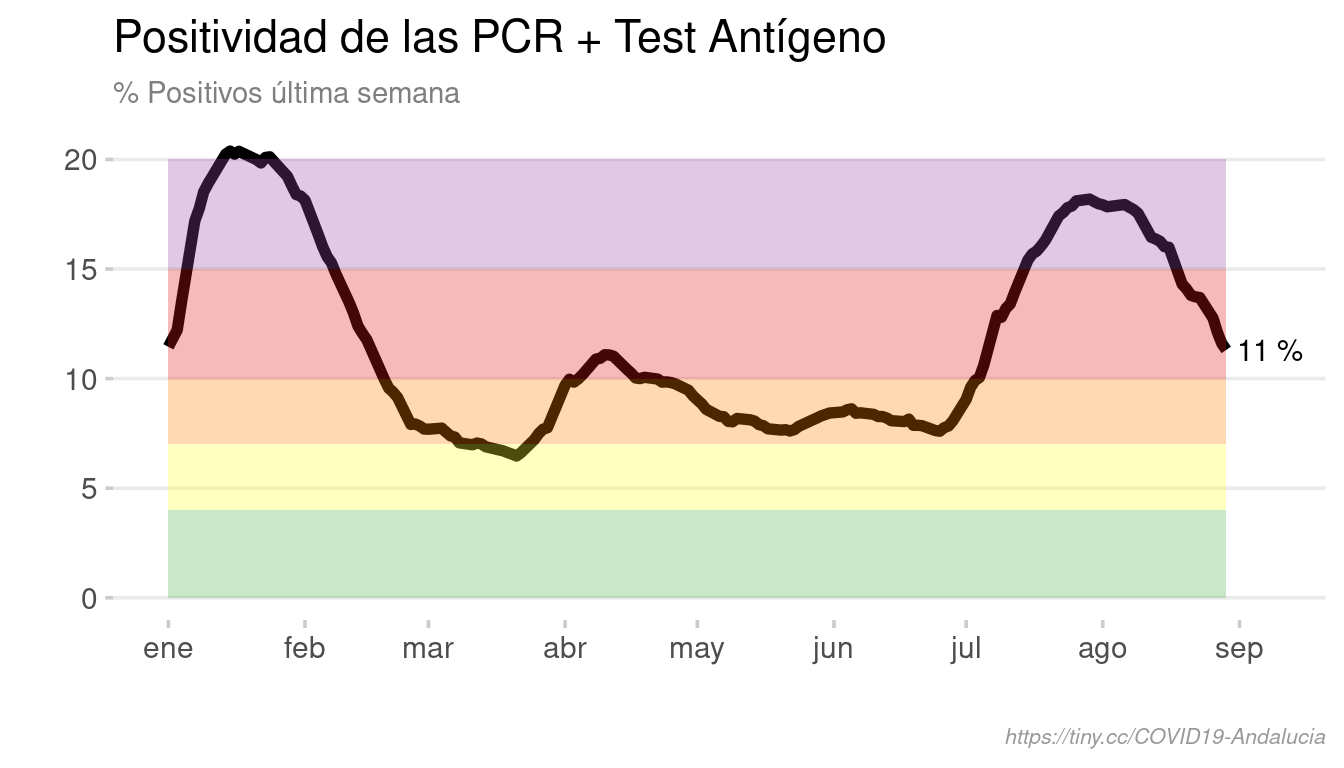 Positividad de las PCR + Test Antígeno
% Positivos última semana
20
15
10
5
0
11 %
ene feb mar abr may jun jul ago sep
https://tiny.cc/COVID19-Andalucia